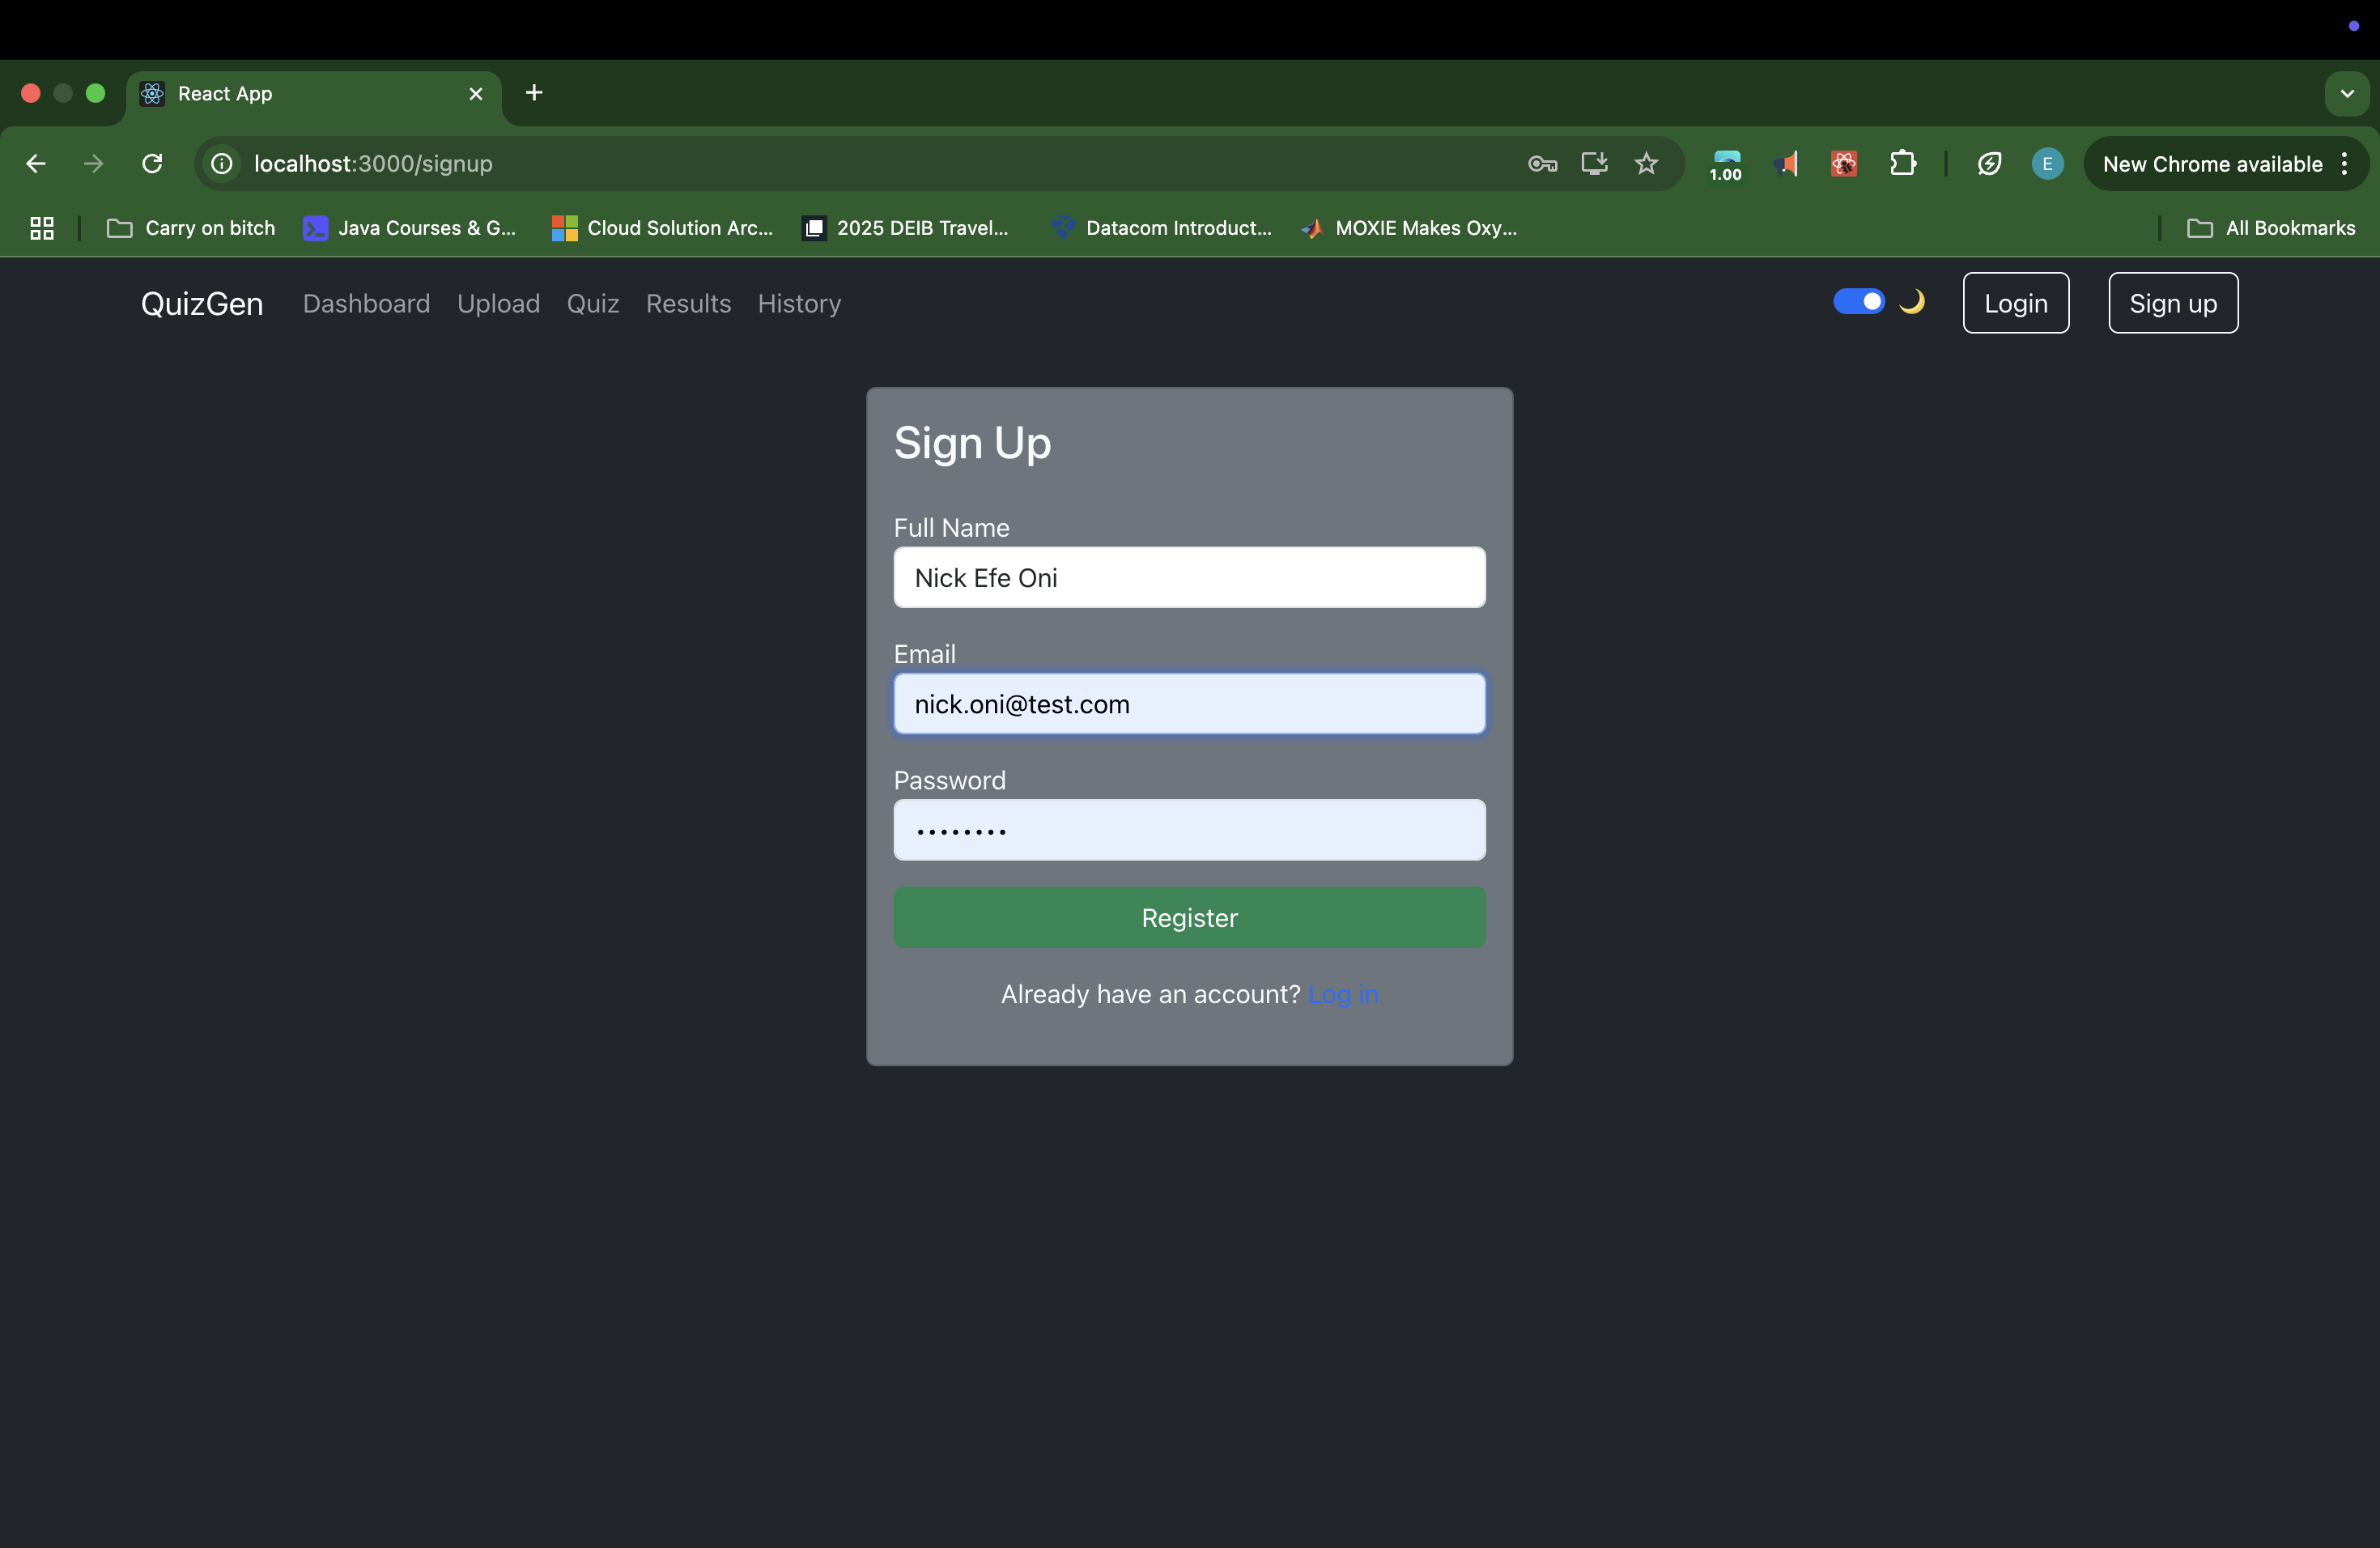 React App
localhost:3000/signup
1.00
E
New Chrome available
Carry on bitch
Java Courses & G...
Cloud Solution Arc...
2025 DEIB Travel...
Datacom Introduct...
MOXIE Makes Oxy...
All Bookmarks
QuizGen
Dashboard
Upload
Quiz
Results
History
Login
Sign up
Sign Up
Full Name
Nick Efe Oni
Email
nick.oni@test.com
Password
••••••••
Register
Already have an account? Log in